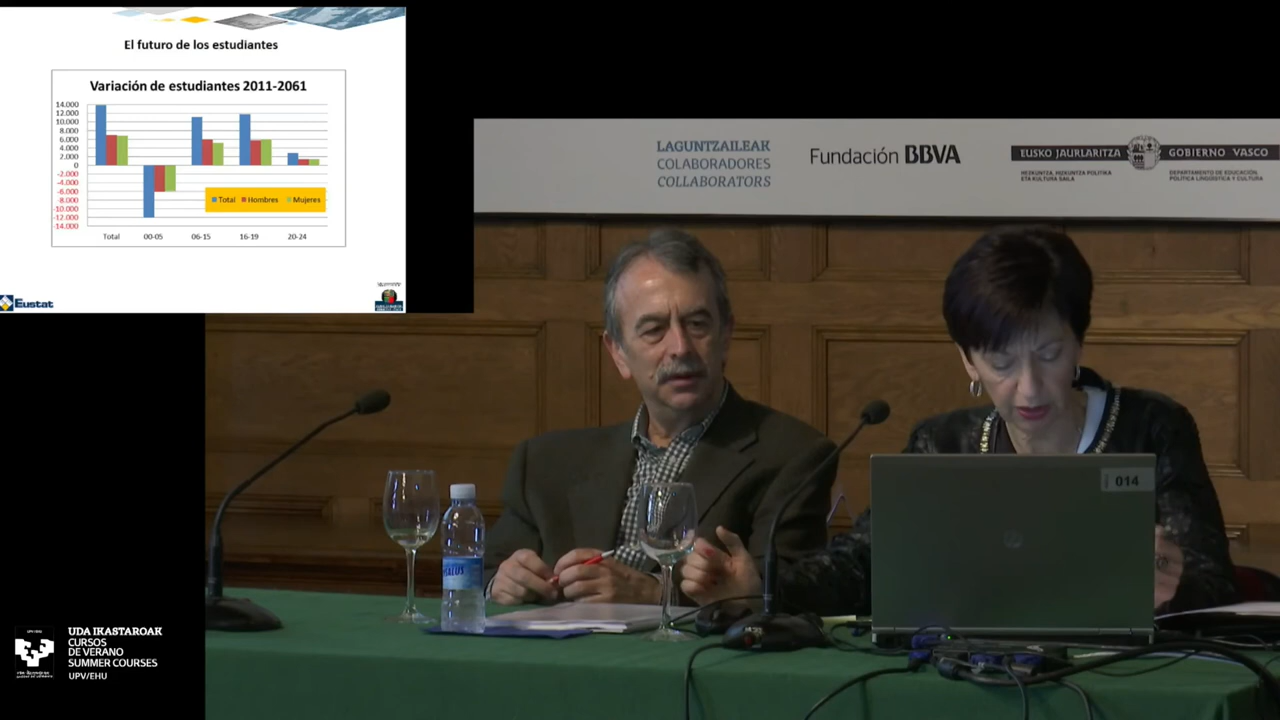 El futuro de los estudiantes
Variación de estudiantes 2011-2061
14.000
12.000
10.000
8.000
6.000
4.000
2.000
0
-2.000
-4.000
-6.000
-8.000
-10.000
-12.000
-14.000
Total Hombres Mujeres
Total 00-05 06-15 16-19 20-24
Eustat
LAGUNTZAILEAK
COLABORADORES
COLLABORATORS
Fundación BBVA
EUSKO JAURLARITZA GOBIERNO VASCO
HEZKUNTZA, HIZKUNTZA POLITIKA
ETA KULTURA SAILA
DEPARTAMENTO DE EDUCACIÓN,
POLÍTICA LINGÜÍSTICA Y CULTURA
014
UDA IKASTAROAK
CURSOS
DE VERANO
SUMMER COURSES
UPV/EHU